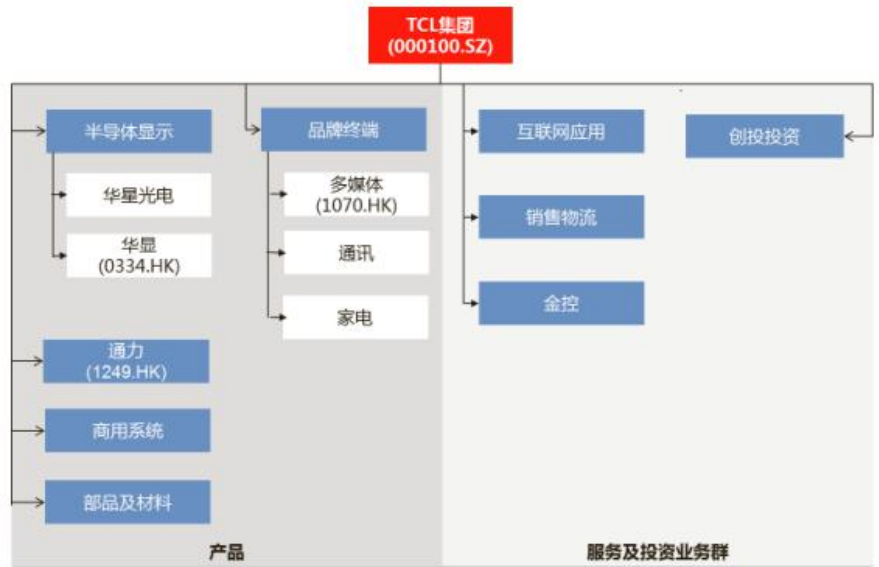 TCL集团
(000100.SZ)
半导体显示
华星光电
华显
(0334.HK)
通力
(1249.HK)
商用系统
部品及材料
品牌终端
多媒体
(1070.HK)
通讯
家电
产品
互联网应用
销售物流
金控
创投投资
服务及投资业务群